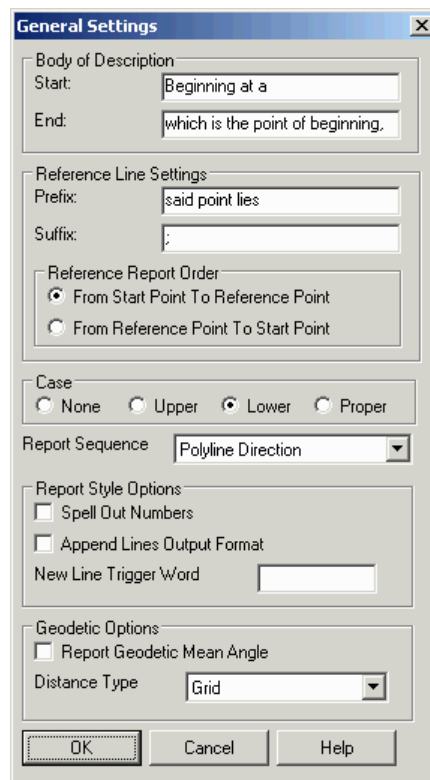 General Settings
Body of Description
Start: Beginning at a
End: which is the point of beginning,
Reference Line Settings
Prefix: said point lies
Suffix: ;
Reference Report Order
From Start Point To Reference Point
From Reference Point To Start Point
Case
None Upper Lower Proper
Report Sequence Polyline Direction
Report Style Options
Spell Out Numbers
Append Lines Output Format
New Line Trigger Word
Geodetic Options
Report Geodetic Mean Angle
Distance Type Grid
OK Cancel Help